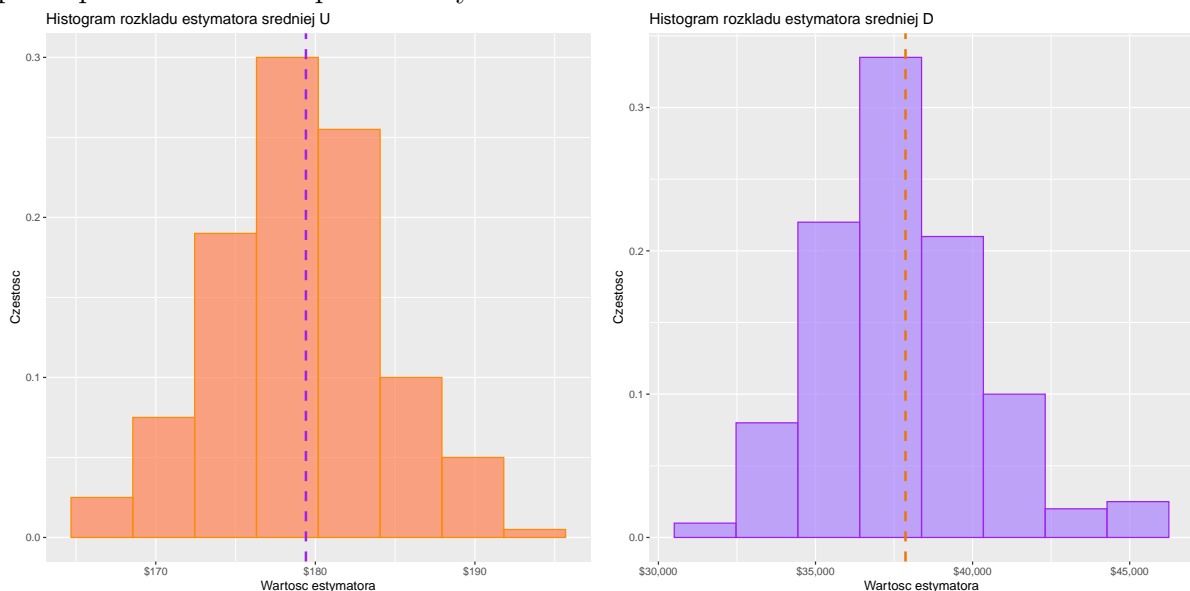 Histogram rozkladu estymatora sredniej U
0.3
0.2
0.1
0.0
Czestosc
$170
$180
$190
Wartosc estymatora
Histogram rozkladu estymatora sredniej D
0.3
0.2
0.1
0.0
Czestosc
$30,000
$35,000
$40,000
$45,000
Wartosc estymatora